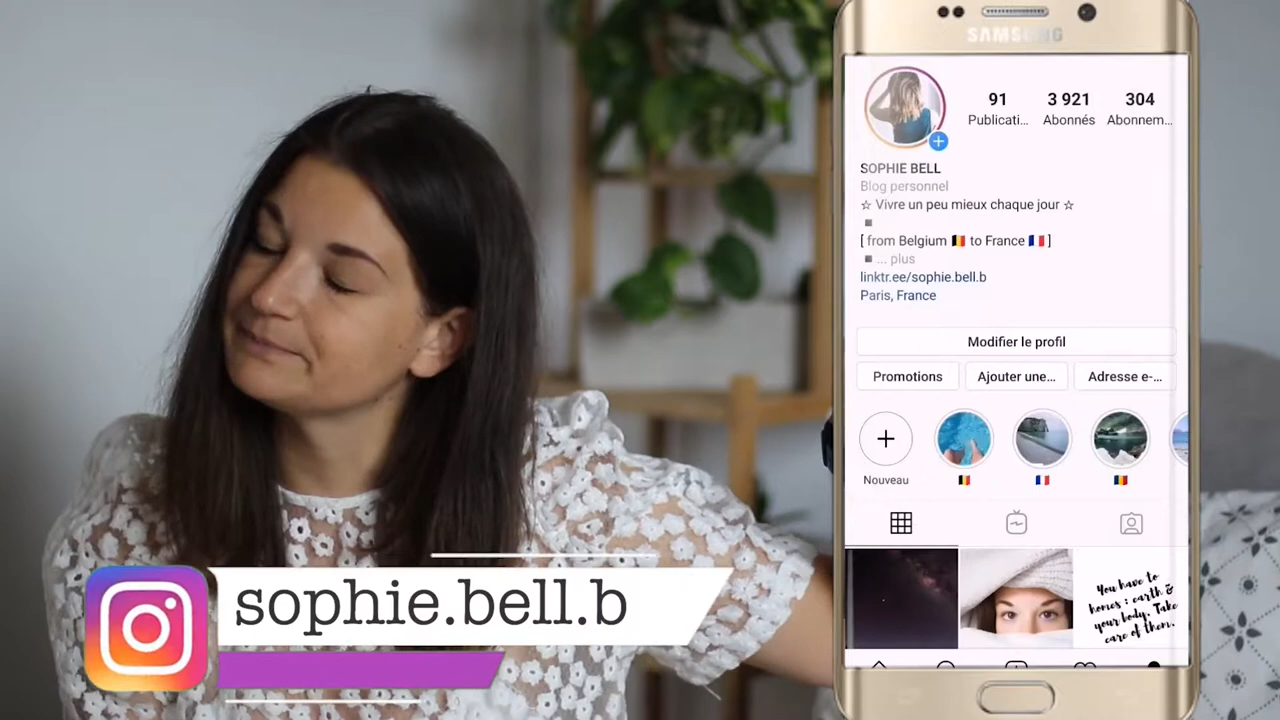 SAMSUNG
91 3 921 304
Publicati... Abonnés Abonnem...
SOPHIE BELL
Blog personnel
☆ Vivre un peu mieux chaque jour ☆
[ from Belgium 🇧🇪 to France 🇫🇷 ]
... plus
linktr.ee/sophie.bell.b
Paris, France
Modifier le profil
Promotions Ajouter une... Adresse e-...
Nouveau
You have to
homes : earth &
your body. Take
care of them.
sophie.bell.b